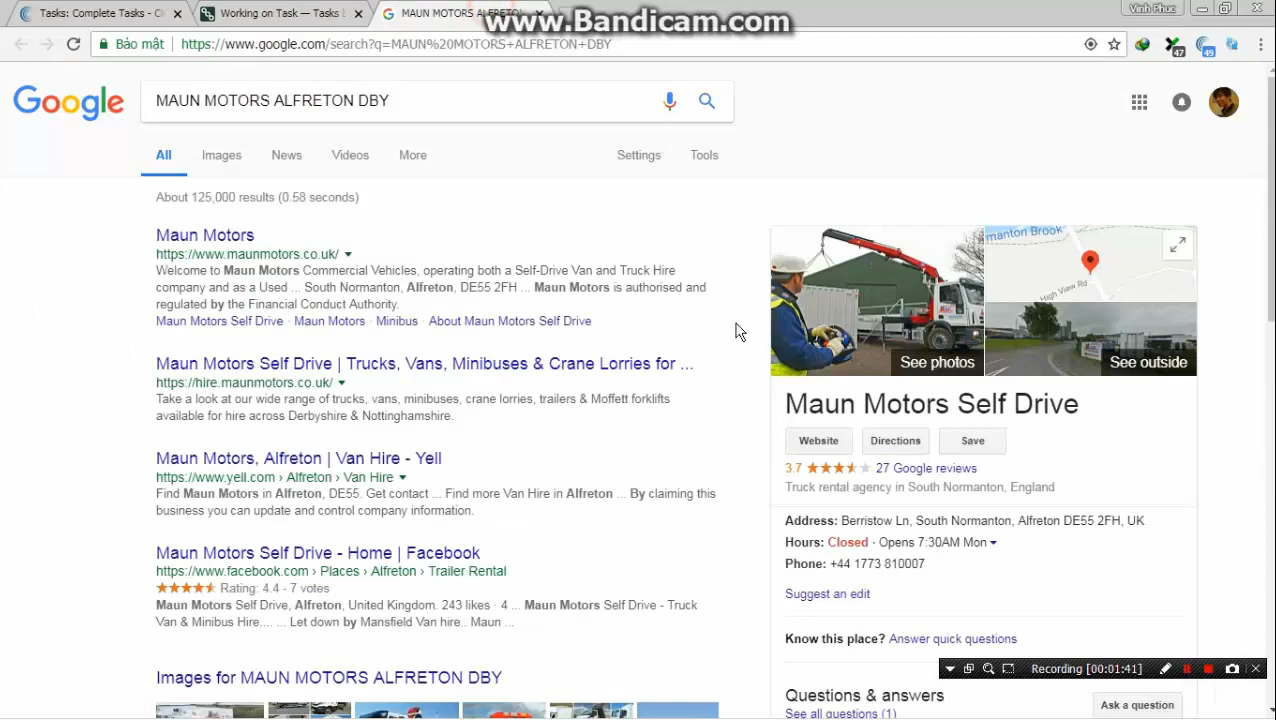 www.Bandicam.com
Tasks: Complete Tasks - Cl
Working on Task — Tasks I
MAUN MOTORS ALFRETO
Vinh Phuc
Bảo mật
https://www.google.com/search?q=MAUN%20MOTORS+ALFRETON+DBY
47
49
Google
MAUN MOTORS ALFRETON DBY
All
Images
News
Videos
More
Settings
Tools
About 125,000 results (0.58 seconds)
Maun Motors
https://www.maunmotors.co.uk/
Welcome to Maun Motors Commercial Vehicles, operating both a Self-Drive Van and Truck Hire
company and as a Used ... South Normanton, Alfreton, DE55 2FH ... Maun Motors is authorised and
regulated by the Financial Conduct Authority.
Maun Motors Self Drive · Maun Motors · Minibus · About Maun Motors Self Drive
Maun Motors Self Drive | Trucks, Vans, Minibuses & Crane Lorries for ...
https://hire.maunmotors.co.uk/
Take a look at our wide range of trucks, vans, minibuses, crane lorries, trailers & Moffett forklifts
available for hire across Derbyshire & Nottinghamshire.
Maun Motors, Alfreton | Van Hire - Yell
https://www.yell.com › Alfreton › Van Hire
Find Maun Motors in Alfreton, DE55. Get contact ... Find more Van Hire in Alfreton ... By claiming this
business you can update and control company information.
Maun Motors Self Drive - Home | Facebook
https://www.facebook.com › Places › Alfreton › Trailer Rental
Rating: 4.4 - 7 votes
Maun Motors Self Drive, Alfreton, United Kingdom. 243 likes · 4 ... Maun Motors Self Drive - Truck
Van & Minibus Hire.... ... Let down by Mansfield Van hire.. Maun ...
Images for MAUN MOTORS ALFRETON DBY
manton Brook
High View Rd
See photos
See outside
Maun Motors Self Drive
Website
Directions
Save
3.7
27 Google reviews
Truck rental agency in South Normanton, England
Address: Berristow Ln, South Normanton, Alfreton DE55 2FH, UK
Hours: Closed · Opens 7:30AM Mon
Phone: +44 1773 810007
Suggest an edit
Know this place? Answer quick questions
Recording [00:01:41]
Questions & answers
See all questions (1)
Ask a question